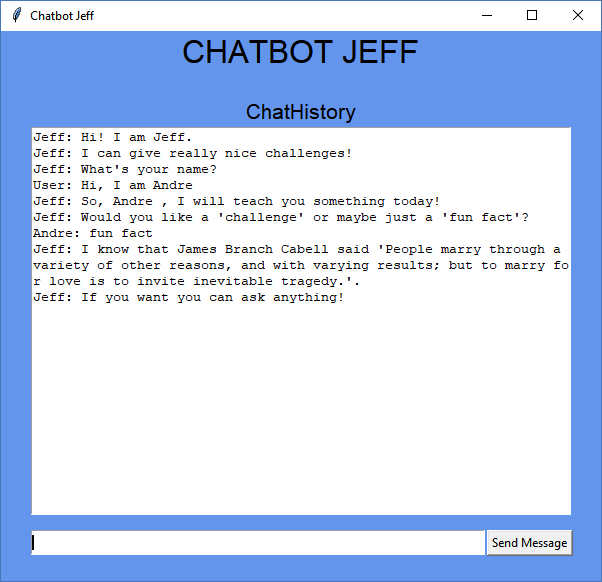 Chatbot Jeff
CHATBOT JEFF
ChatHistory
Jeff: Hi! I am Jeff.
Jeff: I can give really nice challenges!
Jeff: What's your name?
User: Hi, I am Andre
Jeff: So, Andre , I will teach you something today!
Jeff: Would you like a 'challenge' or maybe just a 'fun fact'?
Andre: fun fact
Jeff: I know that James Branch Cabell said 'People marry through a
variety of other reasons, and with varying results; but to marry fo
r love is to invite inevitable tragedy.'.
Jeff: If you want you can ask anything!
Send Message